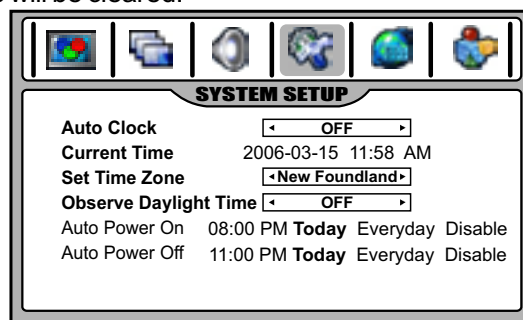 will be cleared.
SYSTEM SETUP
Auto Clock OFF
Current Time 2006-03-15 11:58 AM
Set Time Zone New Foundland
Observe Daylight Time OFF
Auto Power On 08:00 PM Today Everyday Disable
Auto Power Off 11:00 PM Today Everyday Disable